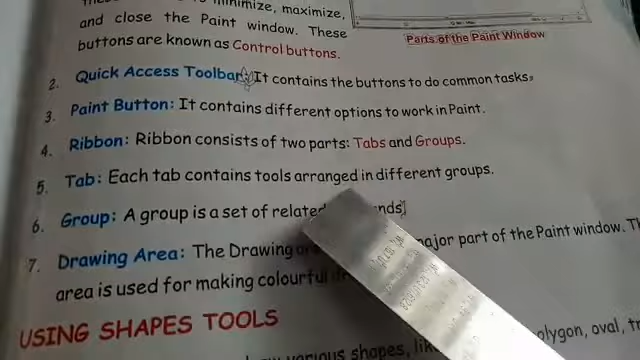 to minimize, maximize,
and close the Paint window. These
buttons are known as Control buttons.
Parts of the Paint Window
2. Quick Access Toolbar: It contains the buttons to do common tasks.
3. Paint Button: It contains different options to work in Paint.
4. Ribbon: Ribbon consists of two parts: Tabs and Groups.
5. Tab: Each tab contains tools arranged in different groups.
6. Group: A group is a set of related
7. Drawing Area: The Drawing major part of the Paint window.
area is used for making colourful
USING SHAPES TOOLS
various shapes, oval,